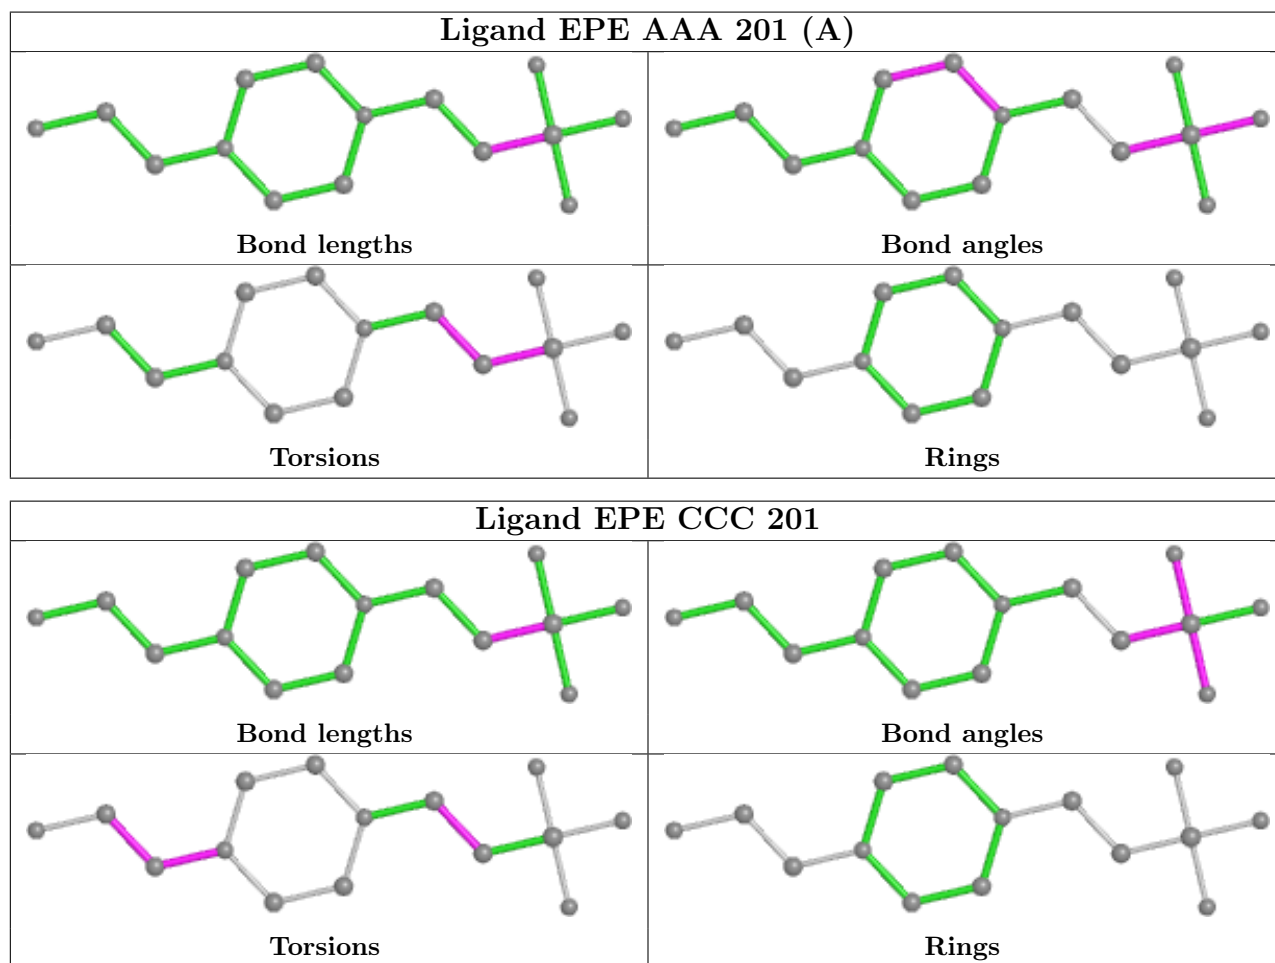 Ligand EPE AAA 201 (A)
Bond lengths
Bond angles
Torsions
Rings
Ligand EPE CCC 201
Bond lengths
Bond angles
Torsions
Rings